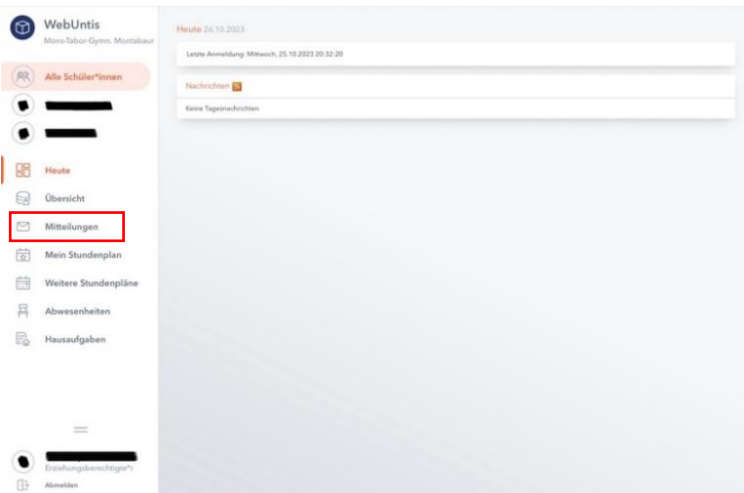 WebUntis
Mons-Tabor-Gymn. Montabaur
Alle Schüler*innen
Heute
Übersicht
Mitteilungen
Mein Stundenplan
Weitere Stundenpläne
Abwesenheiten
Hausaufgaben
Erziehungsberechtigte*r
Abmelden
Heute 26.10.2023
Letzte Anmeldung: Mittwoch, 25.10.2023 20:32:20
Nachrichten
Keine Tagesnachrichten